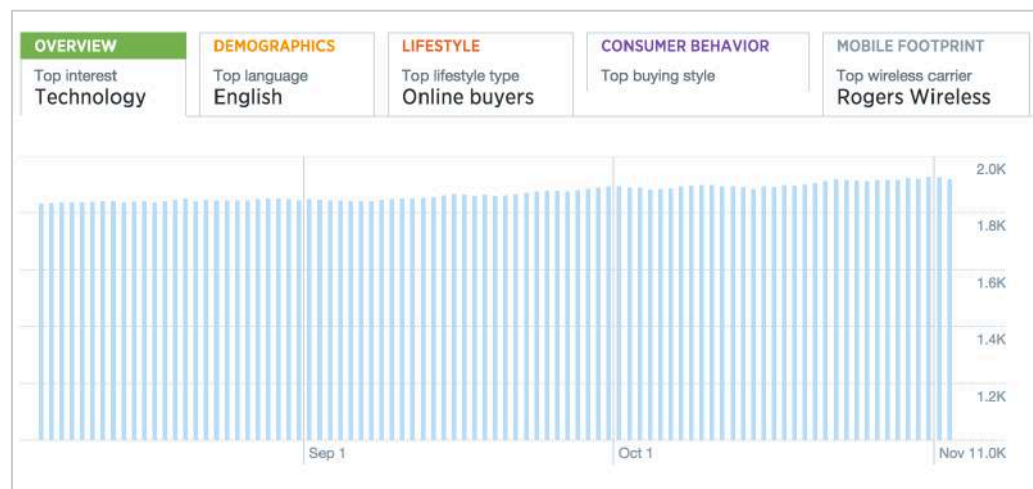 OVERVIEW
Top interest
Technology
DEMOGRAPHICS
Top language
English
LIFESTYLE
Top lifestyle type
Online buyers
CONSUMER BEHAVIOR
Top buying style
MOBILE FOOTPRINT
Top wireless carrier
Rogers Wireless
2.0K
1.8K
1.6K
1.4K
1.2K
Sep 1
Oct 1
Nov 11.0K